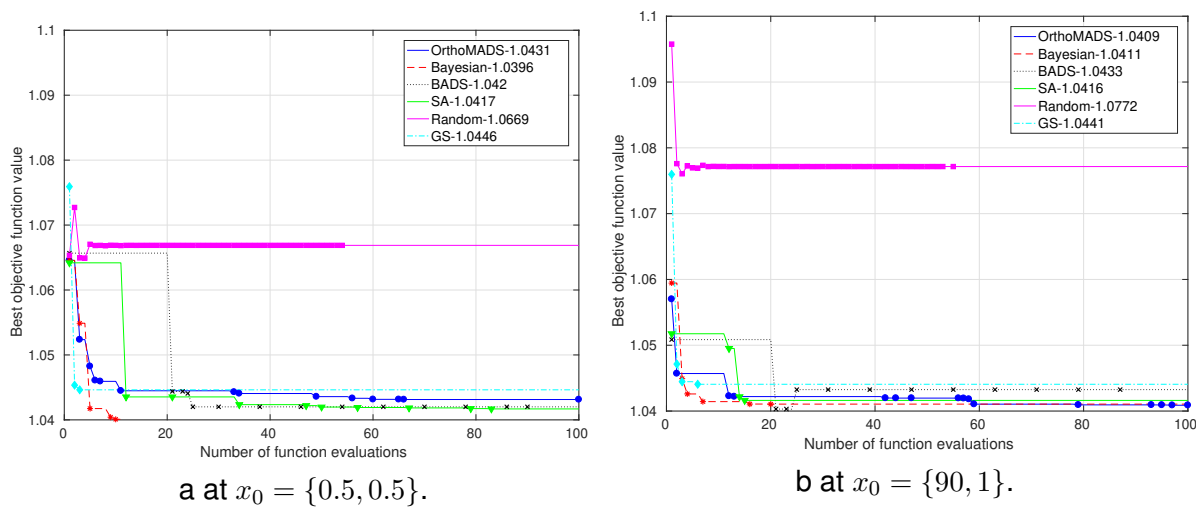 1.1
1.09
1.08
1.07
1.06
1.05
1.04
Best objective function value
0 20 40 60 80 100
Number of function evaluations
OrthoMADS-1.0431
Bayesian-1.0396
BADS-1.042
SA-1.0417
Random-1.0669
GS-1.0446
a at x₀ = {0.5, 0.5}.
1.1
1.09
1.08
1.07
1.06
1.05
1.04
Best objective function value
0 20 40 60 80 100
Number of function evaluations
OrthoMADS-1.0409
Bayesian-1.0411
BADS-1.0433
SA-1.0416
Random-1.0772
GS-1.0441
b at x₀ = {90, 1}.